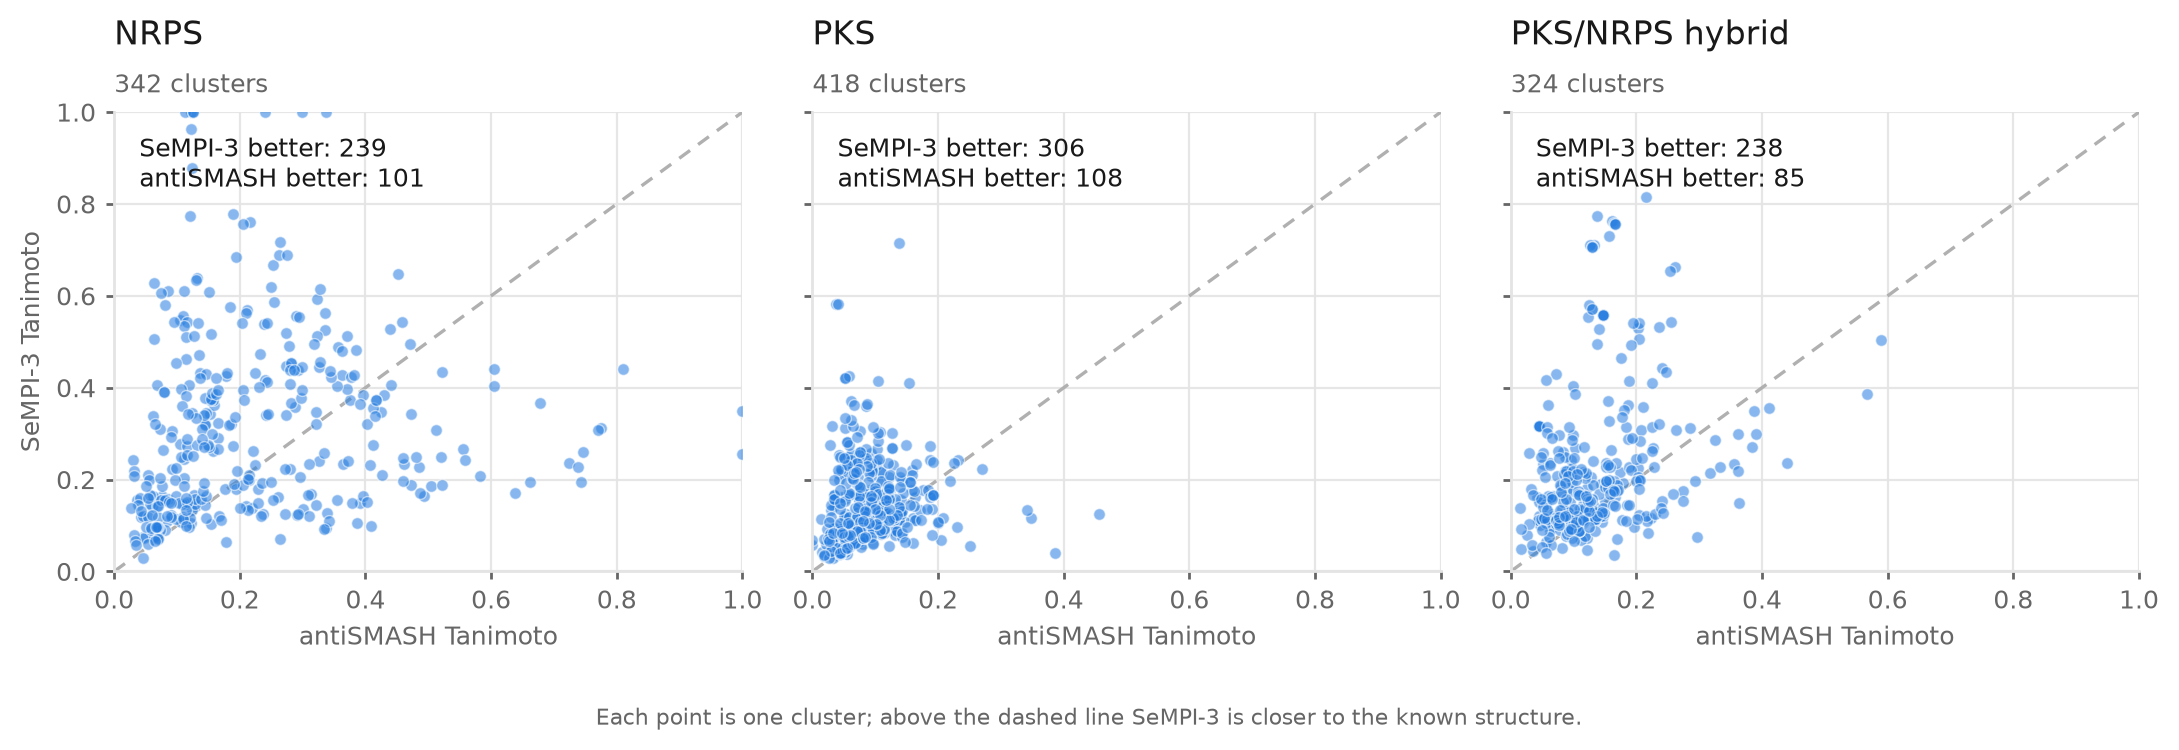 NRPS
342 clusters
SeMPI-3 better: 239
antiSMASH better: 101
1.0
0.8
0.6
0.4
0.2
0.0
SeMPI-3 Tanimoto
0.0 0.2 0.4 0.6 0.8 1.0
antiSMASH Tanimoto
PKS
418 clusters
SeMPI-3 better: 306
antiSMASH better: 108
0.0 0.2 0.4 0.6 0.8 1.0
antiSMASH Tanimoto
PKS/NRPS hybrid
324 clusters
SeMPI-3 better: 238
antiSMASH better: 85
0.0 0.2 0.4 0.6 0.8 1.0
antiSMASH Tanimoto
Each point is one cluster; above the dashed line SeMPI-3 is closer to the known structure.